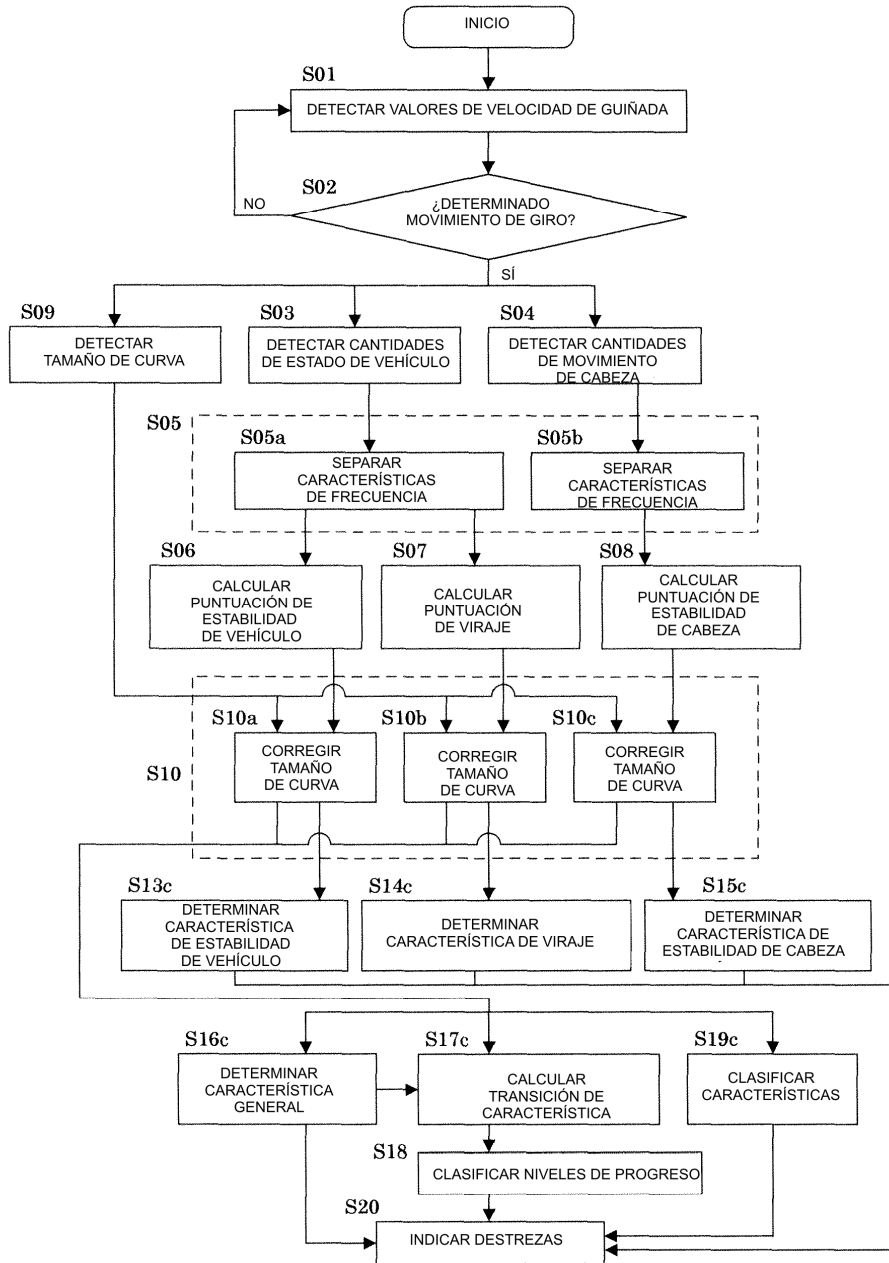 INICIO
S01
DETECTAR VALORES DE VELOCIDAD DE GUIÑADA
S02
NO
¿DETERMINADO
MOVIMIENTO DE GIRO?
SÍ
S09
DETECTAR
TAMAÑO DE CURVA
S03
DETECTAR CANTIDADES
DE ESTADO DE VEHÍCULO
S04
DETECTAR CANTIDADES
DE MOVIMIENTO
DE CABEZA
S05
S05a
SEPARAR
CARACTERÍSTICAS
DE FRECUENCIA
S05b
SEPARAR
CARACTERÍSTICAS
DE FRECUENCIA
S06
CALCULAR
PUNTUACIÓN DE
ESTABILIDAD
DE VEHÍCULO
S07
CALCULAR
PUNTUACIÓN
DE VIRAJE
S08
CALCULAR
PUNTUACIÓN DE
ESTABILIDAD
DE CABEZA
S10
S10a
CORREGIR
TAMAÑO
DE CURVA
S10b
CORREGIR
TAMAÑO
DE CURVA
S10c
CORREGIR
TAMAÑO
DE CURVA
S13c
DETERMINAR
CARACTERÍSTICA
DE ESTABILIDAD
DE VEHÍCULO
S14c
DETERMINAR
CARACTERÍSTICA DE VIRAJE
S15c
DETERMINAR
CARACTERÍSTICA DE
ESTABILIDAD DE CABEZA
S16c
DETERMINAR
CARACTERÍSTICA
GENERAL
S17c
CALCULAR
TRANSICIÓN DE
CARACTERÍSTICA
S19c
CLASIFICAR
CARACTERÍSTICAS
S18
CLASIFICAR NIVELES DE PROGRESO
S20
INDICAR DESTREZAS